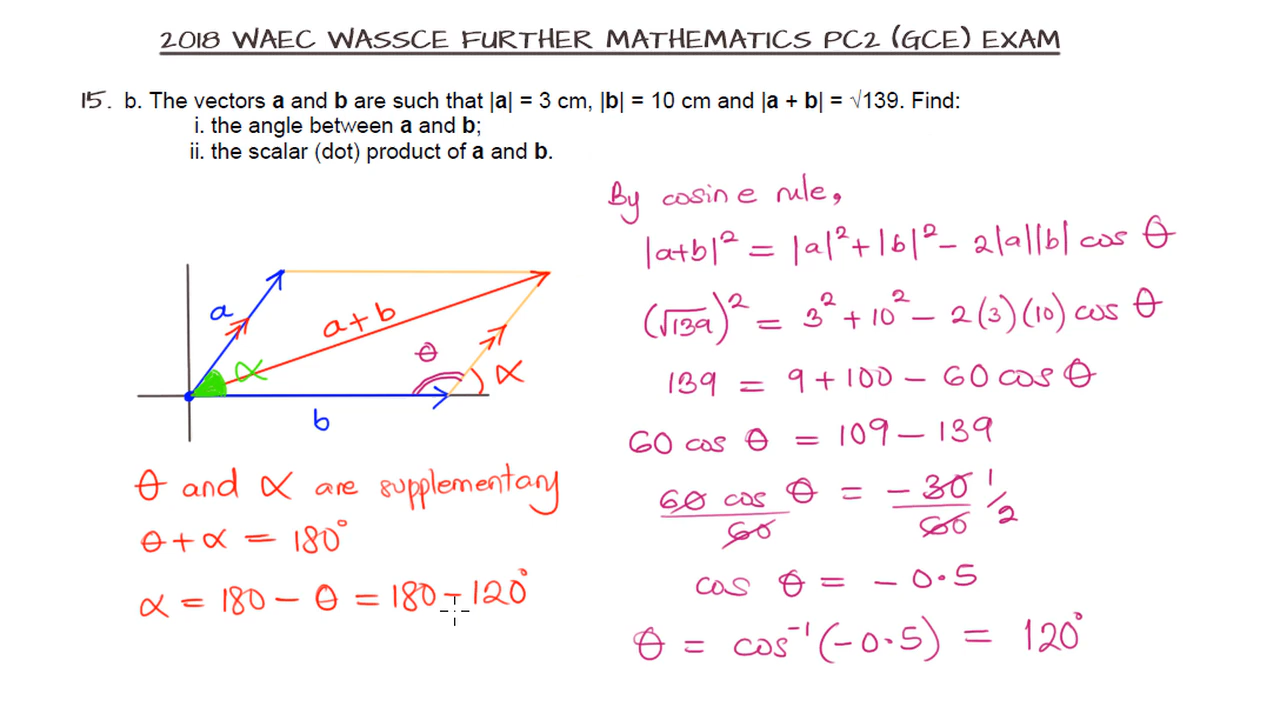 2018 WAEC WASSCE FURTHER MATHEMATICS PC2 (GCE) EXAM
15. b. The vectors a and b are such that |a| = 3 cm, |b| = 10 cm and |a + b| = √139. Find:
i. the angle between a and b;
ii. the scalar (dot) product of a and b.
By cosine rule,
|a+b|² = |a|² + |b|² - 2|a||b| cos θ
(√139)² = 3² + 10² - 2(3)(10) cos θ
139 = 9 + 100 - 60 cos θ
60 cos θ = 109 - 139
60 cos θ / 60 = -30 / 60 1/2
cos θ = -0.5
θ = cos⁻¹(-0.5) = 120°
a
a+b
θ
α
α
b
θ and α are supplementary
θ + α = 180°
α = 180 - θ = 180 - 120°